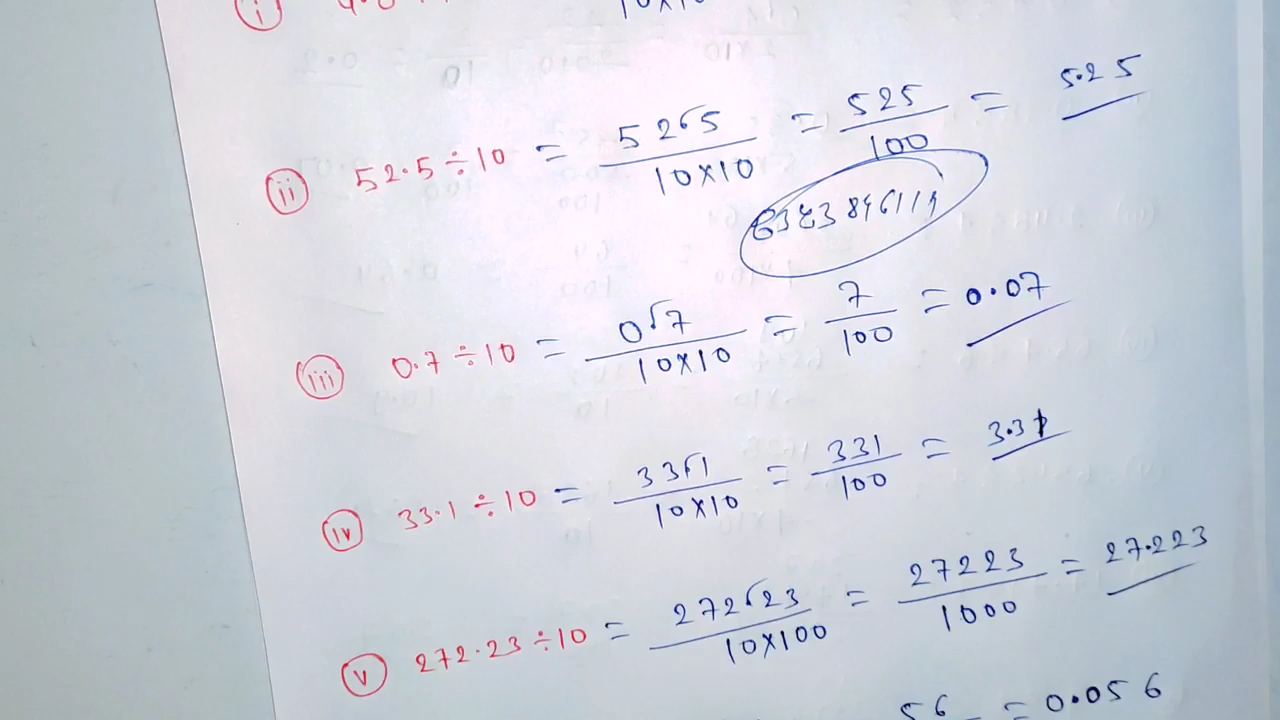 (i)
(ii) 52.5 ÷ 10 = 525/10×10 = 525/100 = 5.25
(iii) 0.7 ÷ 10 = 07/10×10 = 7/100 = 0.07
(iv) 33.1 ÷ 10 = 331/10×10 = 331/100 = 3.31
(v) 272.23 ÷ 10 = 27223/10×100 = 27223/1000 = 27.223
56 = 0.056